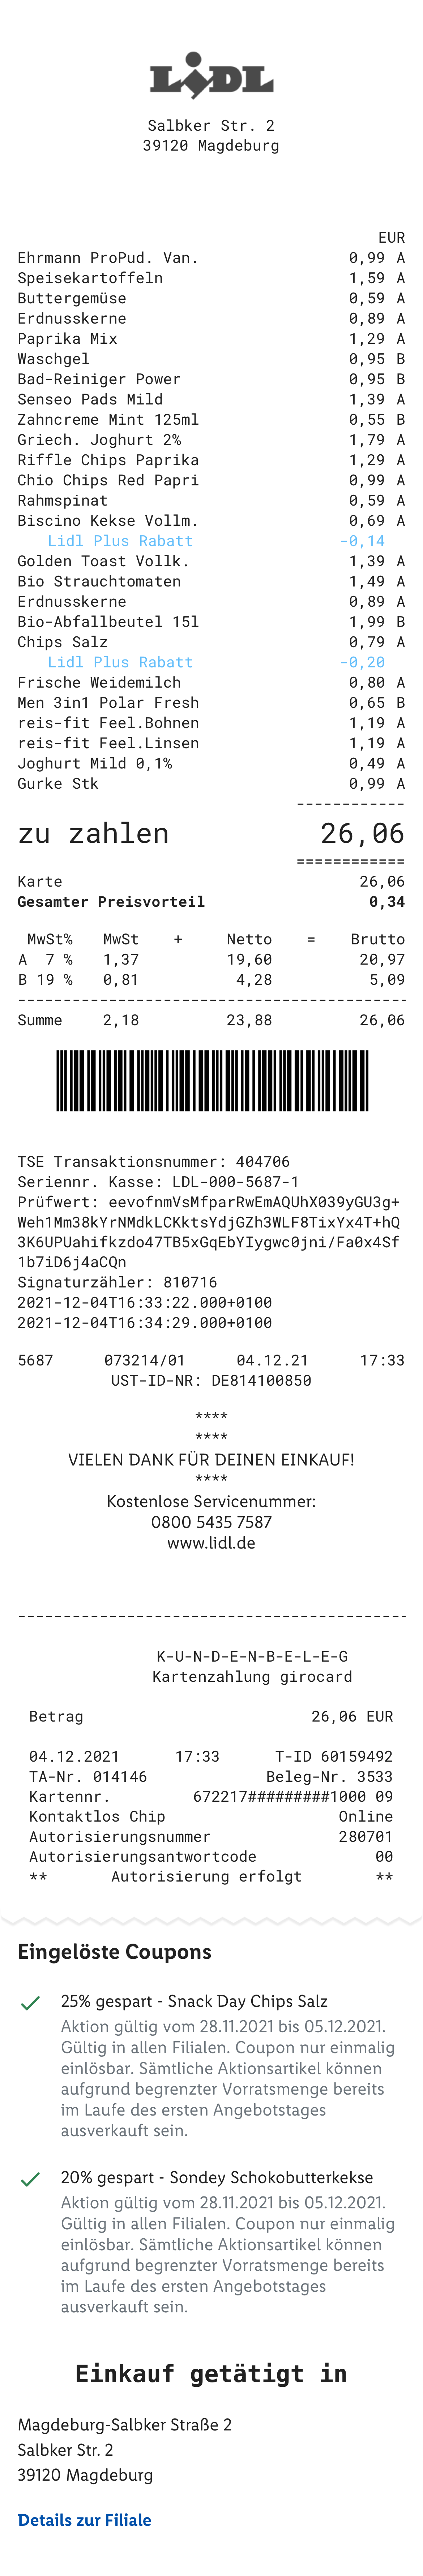 LIDL
Salbker Str. 2
39120 Magdeburg
EUR
Ehrmann ProPud. Van. 0,99 A
Speisekartoffeln 1,59 A
Buttergemüse 0,59 A
Erdnusskerne 0,89 A
Paprika Mix 1,29 A
Waschgel 0,95 B
Bad-Reiniger Power 0,95 B
Senseo Pads Mild 1,39 A
Zahncreme Mint 125ml 0,55 B
Griech. Joghurt 2% 1,79 A
Riffle Chips Paprika 1,29 A
Chio Chips Red Papri 0,99 A
Rahmspinat 0,59 A
Biscino Kekse Vollm. 0,69 A
Lidl Plus Rabatt -0,14
Golden Toast Vollk. 1,39 A
Bio Strauchtomaten 1,49 A
Erdnusskerne 0,89 A
Bio-Abfallbeutel 15l 1,99 B
Chips Salz 0,79 A
Lidl Plus Rabatt -0,20
Frische Weidemilch 0,80 A
Men 3in1 Polar Fresh 0,65 B
reis-fit Feel.Bohnen 1,19 A
reis-fit Feel.Linsen 1,19 A
Joghurt Mild 0,1% 0,49 A
Gurke Stk 0,99 A
------------
zu zahlen 26,06
============
Karte 26,06
Gesamter Preisvorteil 0,34
MwSt% MwSt + Netto = Brutto
A 7 % 1,37 19,60 20,97
B 19 % 0,81 4,28 5,09
-------------------------------------------
Summe 2,18 23,88 26,06
TSE Transaktionsnummer: 404706
Seriennr. Kasse: LDL-000-5687-1
Prüfwert: eevofnmVsMfparRwEmAQUhX039yGU3g+
Weh1Mm38kYrNMdkLCKktsYdjGZh3WLF8TixYx4T+hQ
3K6UPUahifkzdo47TB5xGqEbYIygwc0jni/Fa0x4Sf
1b7iD6j4aCQn
Signaturzähler: 810716
2021-12-04T16:33:22.000+0100
2021-12-04T16:34:29.000+0100
5687 073214/01 04.12.21 17:33
UST-ID-NR: DE814100850
****
****
VIELEN DANK FÜR DEINEN EINKAUF!
****
Kostenlose Servicenummer:
0800 5435 7587
www.lidl.de
-------------------------------------------
K-U-N-D-E-N-B-E-L-E-G
Kartenzahlung girocard
Betrag 26,06 EUR
04.12.2021 17:33 T-ID 60159492
TA-Nr. 014146 Beleg-Nr. 3533
Kartennr. 672217#########1000 09
Kontaktlos Chip Online
Autorisierungsnummer 280701
Autorisierungsantwortcode 00
** Autorisierung erfolgt **
Eingelöste Coupons
25% gespart - Snack Day Chips Salz
Aktion gültig vom 28.11.2021 bis 05.12.2021.
Gültig in allen Filialen. Coupon nur einmalig
einlösbar. Sämtliche Aktionsartikel können
aufgrund begrenzter Vorratsmenge bereits
im Laufe des ersten Angebotstages
ausverkauft sein.
20% gespart - Sondey Schokobutterkekse
Aktion gültig vom 28.11.2021 bis 05.12.2021.
Gültig in allen Filialen. Coupon nur einmalig
einlösbar. Sämtliche Aktionsartikel können
aufgrund begrenzter Vorratsmenge bereits
im Laufe des ersten Angebotstages
ausverkauft sein.
Einkauf getätigt in
Magdeburg-Salbker Straße 2
Salbker Str. 2
39120 Magdeburg
Details zur Filiale